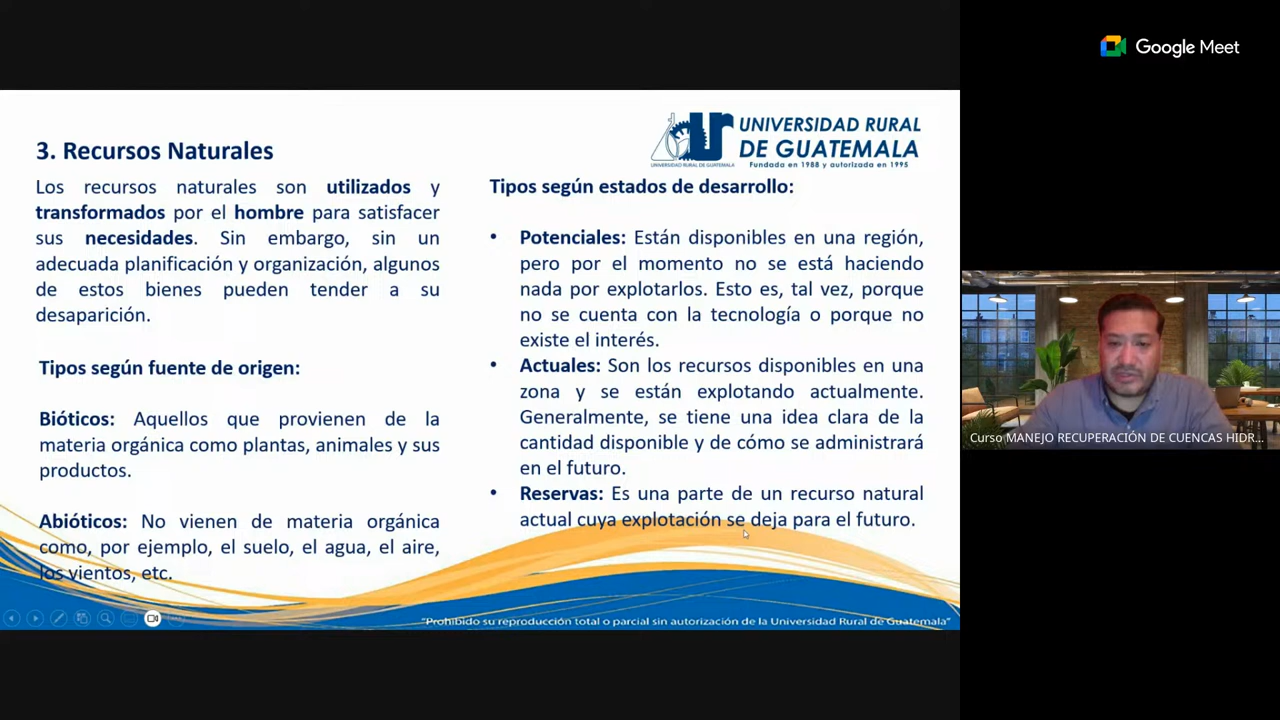 Google Meet
UNIVERSIDAD RURAL
DE GUATEMALA
Fundada en 1988 y autorizada en 1995
UNIVERSIDAD RURAL DE GUATEMALA
3. Recursos Naturales
Los recursos naturales son utilizados y
transformados por el hombre para satisfacer
sus necesidades. Sin embargo, sin un
adecuada planificación y organización, algunos
de estos bienes pueden tender a su
desaparición.
Tipos según fuente de origen:
Bióticos: Aquellos que provienen de la
materia orgánica como plantas, animales y sus
productos.
Abióticos: No vienen de materia orgánica
como, por ejemplo, el suelo, el agua, el aire,
los vientos, etc.
Tipos según estados de desarrollo:
• Potenciales: Están disponibles en una región,
pero por el momento no se está haciendo
nada por explotarlos. Esto es, tal vez, porque
no se cuenta con la tecnología o porque no
existe el interés.
• Actuales: Son los recursos disponibles en una
zona y se están explotando actualmente.
Generalmente, se tiene una idea clara de la
cantidad disponible y de cómo se administrará
en el futuro.
• Reservas: Es una parte de un recurso natural
actual cuya explotación se deja para el futuro.
"Prohibido su reproducción total o parcial sin autorización de la Universidad Rural de Guatemala"
Curso MANEJO RECUPERACIÓN DE CUENCAS HIDR...